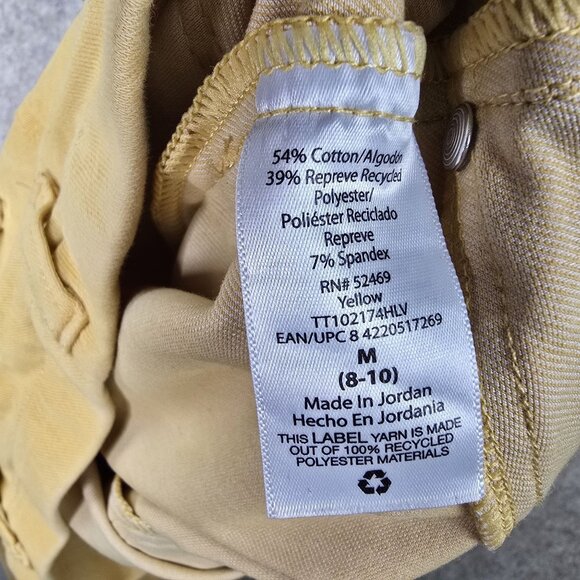 54% Cotton/Algodón
39% Repreve Recycled
Polyester/
Poliéster Reciclado
Repreve
7% Spandex
RN# 52469
Yellow
TT102174HLV
EAN/UPC 8 4220517269
M
(8-10)
Made In Jordan
Hecho En Jordania
THIS LABEL YARN IS MADE
OUT OF 100% RECYCLED
POLYESTER MATERIALS